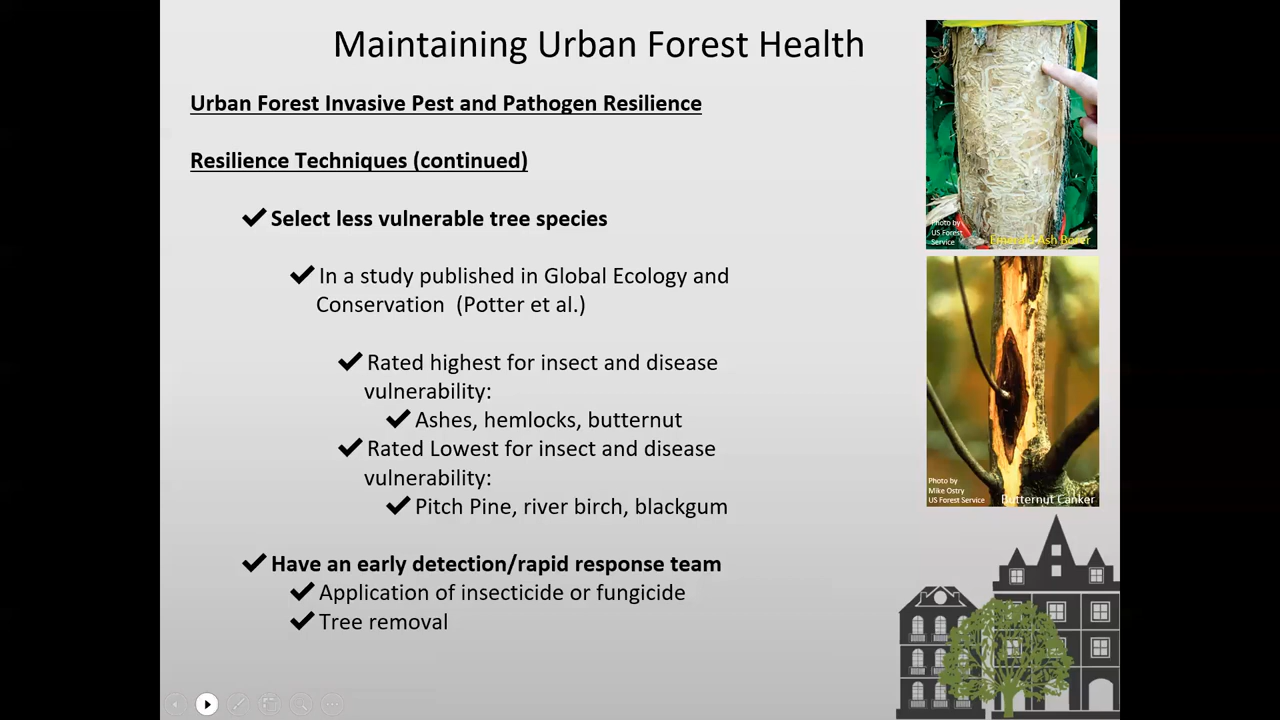 Maintaining Urban Forest Health
Urban Forest Invasive Pest and Pathogen Resilience
Resilience Techniques (continued)
✔ Select less vulnerable tree species
✔ In a study published in Global Ecology and
Conservation (Potter et al.)
✔ Rated highest for insect and disease
vulnerability:
✔ Ashes, hemlocks, butternut
✔ Rated Lowest for insect and disease
vulnerability:
✔ Pitch Pine, river birch, blackgum
✔ Have an early detection/rapid response team
✔ Application of insecticide or fungicide
✔ Tree removal
Photo by
US Forest
Service
Emerald Ash Borer
Photo by
Mike Ostry
US Forest Service
Butternut Canker